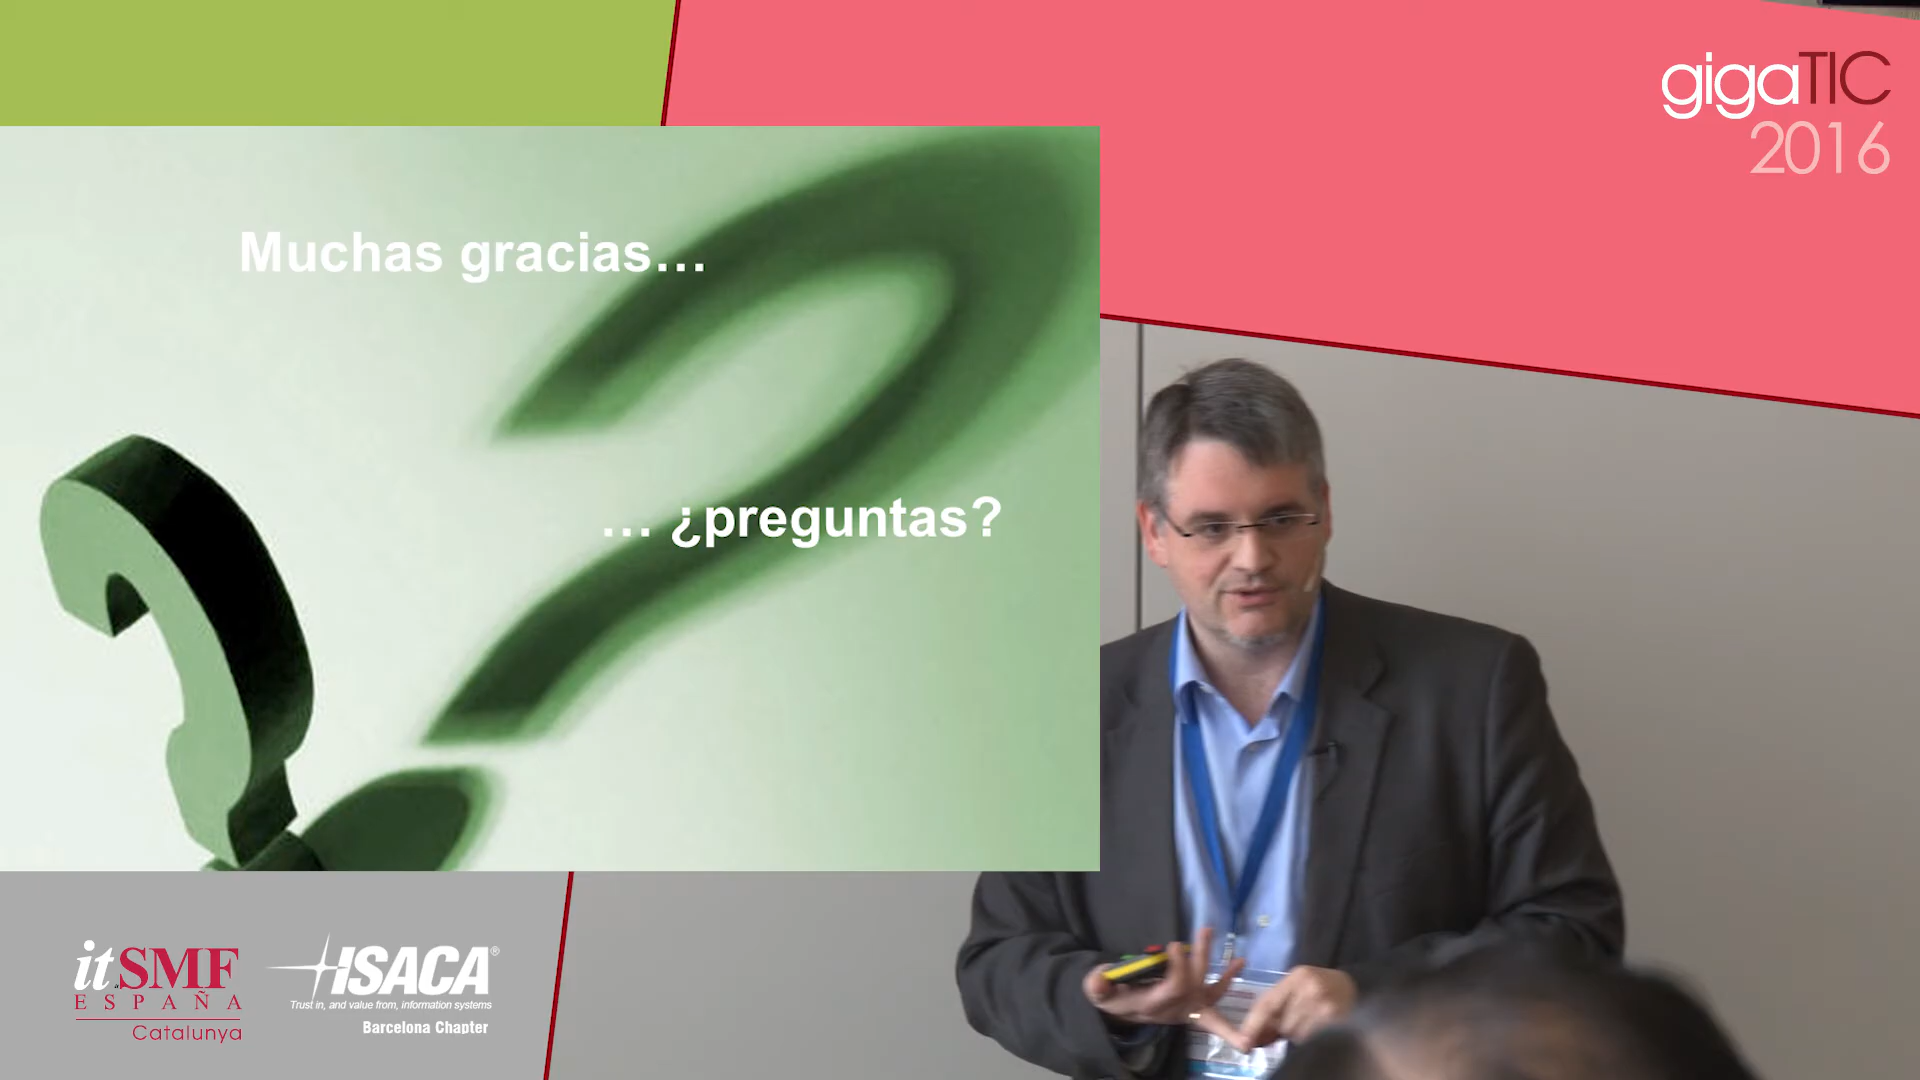 gigaTIC
2016
Muchas gracias…
… ¿preguntas?
itSMF
ESPAÑA
Catalunya
ISACA®
Trust in, and value from, information systems
Barcelona Chapter